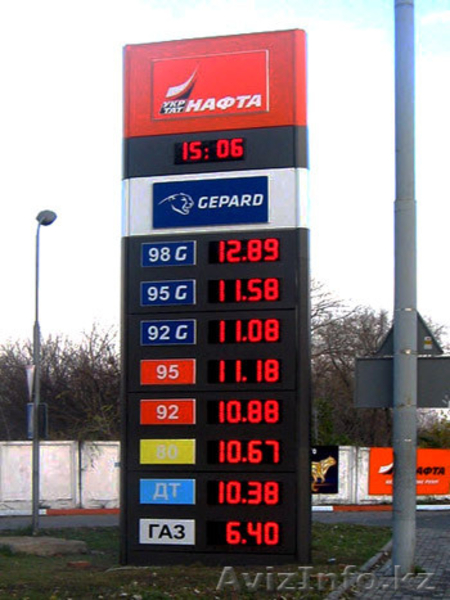 УКР
ТАТ НАФТА
15:06
GEPARD
98 G 12.89
95 G 11.58
92 G 11.08
95 11.18
92 10.88
80 10.67
ДТ 10.38
ГАЗ 6.40
НАФТА
AvizInfo.kz